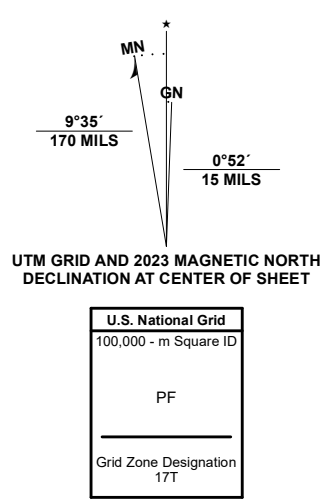 MN
GN
9°35´
170 MILS
0°52´
15 MILS
UTM GRID AND 2023 MAGNETIC NORTH
DECLINATION AT CENTER OF SHEET
U.S. National Grid
100,000 - m Square ID
PF
Grid Zone Designation
17T